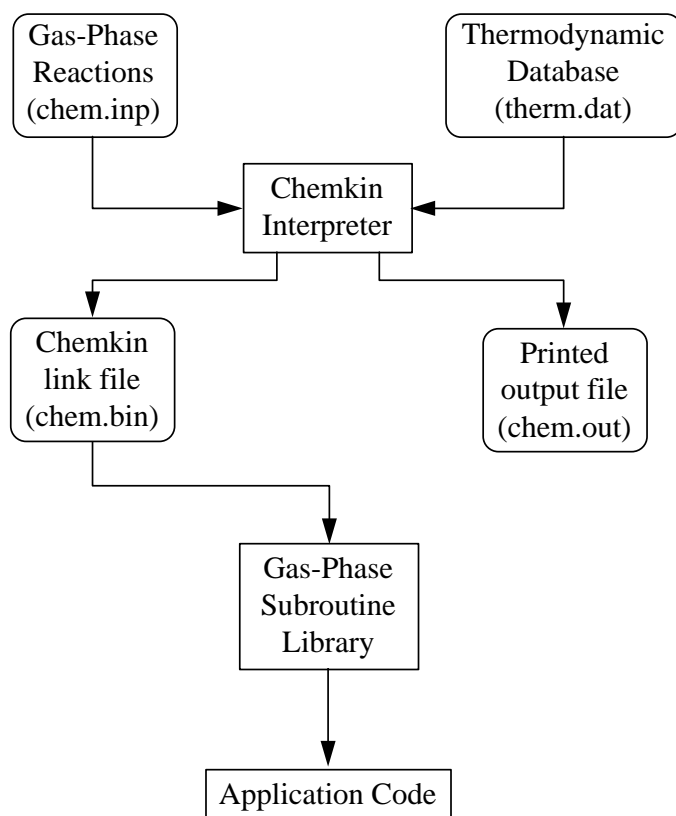 Gas-Phase
Reactions
(chem.inp)
Thermodynamic
Database
(therm.dat)
Chemkin
Interpreter
Chemkin
link file
(chem.bin)
Printed
output file
(chem.out)
Gas-Phase
Subroutine
Library
Application Code